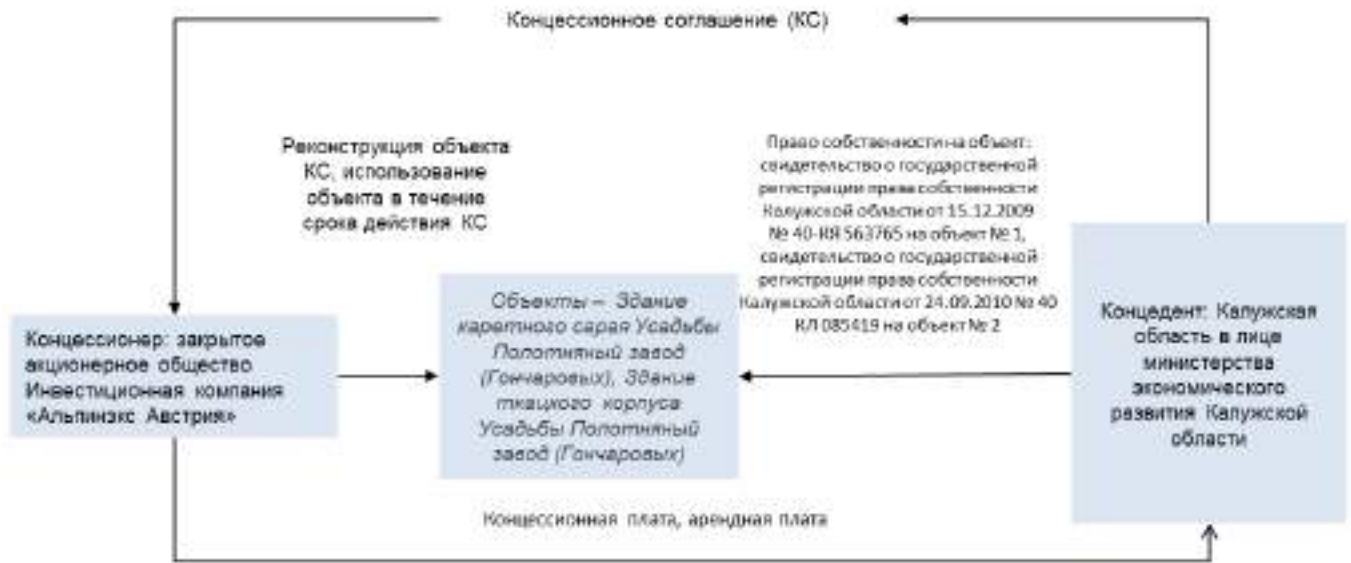 Концессионное соглашение (КС)
Реконструкция объекта
КС, использование
объекта в течение
срока действия КС
Право собственности на объект:
свидетельство о государственной
регистрации права собственности
Калужской области от 15.12.2009
№ 40-КЯ 563765 на объект № 1,
свидетельство о государственной
регистрации права собственности
Калужской области от 24.09.2010 № 40
КЛ 085419 на объект № 2
Концессионер: закрытое
акционерное общество
Инвестиционная компания
«Альпинэкс Австрия»
Объекты – Здание
каретного сарая Усадьбы
Полотняный завод
(Гончаровых), Здание
ткацкого корпуса
Усадьбы Полотняный
завод (Гончаровых)
Концедент: Калужская
область в лице
министерства
экономического
развития Калужской
области
Концессионная плата, арендная плата